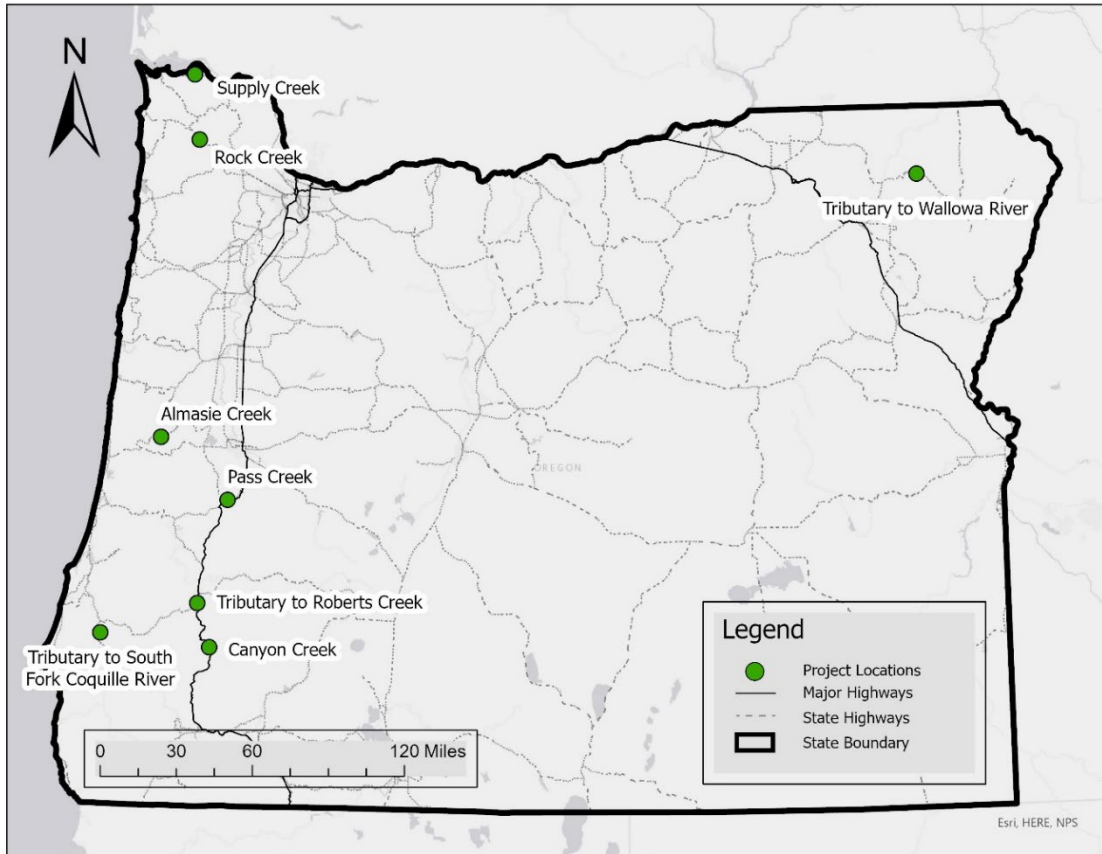 N
Supply Creek
Rock Creek
Tributary to Wallowa River
Almasie Creek
OREGON
Pass Creek
Tributary to Roberts Creek
Canyon Creek
Tributary to South
Fork Coquille River
Legend
Project Locations
Major Highways
State Highways
State Boundary
0 30 60 120 Miles
Esri, HERE, NPS